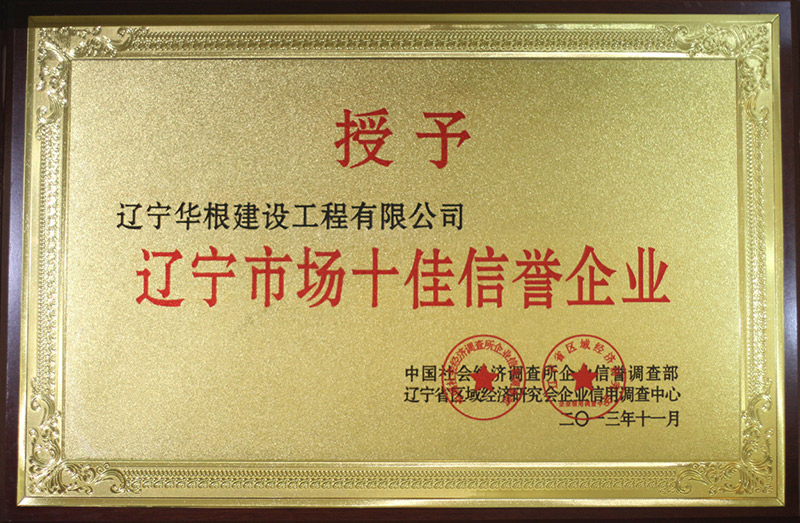 授予
辽宁华根建设工程有限公司
辽宁市场十佳信誉企业
中国社会经济调查所企业信誉调查部
辽宁省区域经济研究会企业信用调查中心
二〇一三年十一月